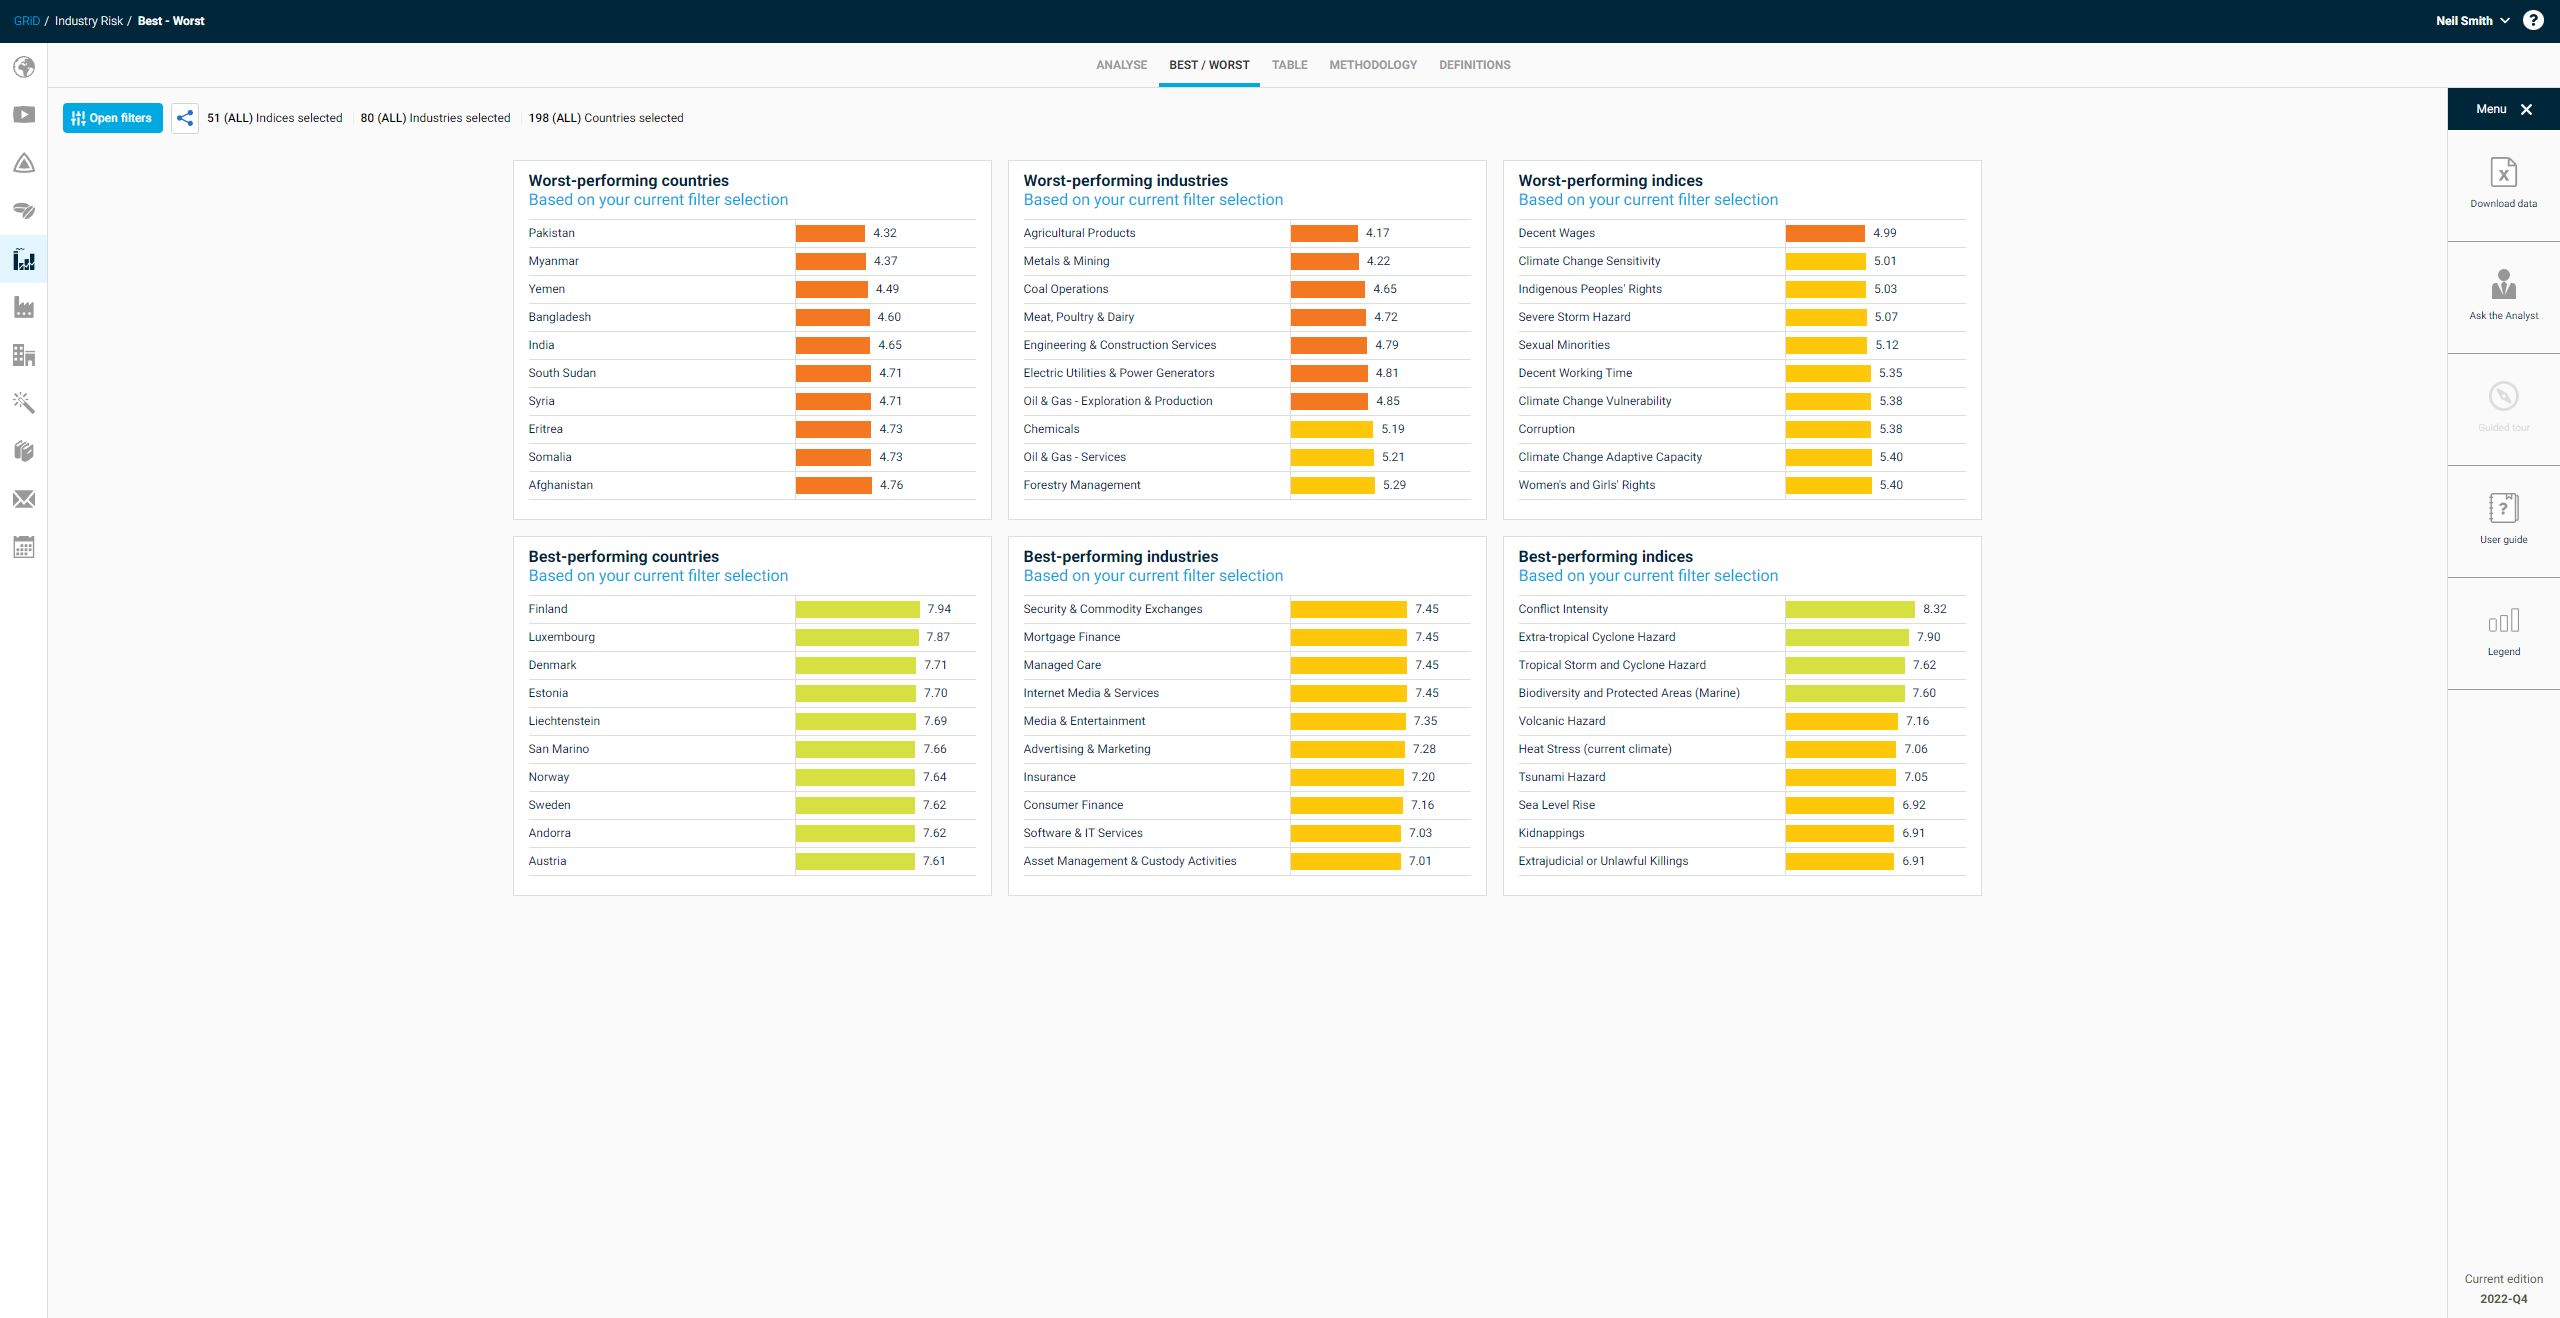 GRiD / Industry Risk / Best - Worst
Neil Smith
?
ANALYSE BEST / WORST TABLE METHODOLOGY DEFINITIONS
Open filters
51 (ALL) Indices selected 80 (ALL) Industries selected 198 (ALL) Countries selected
Menu
Worst-performing countries
Based on your current filter selection
Pakistan 4.32
Myanmar 4.37
Yemen 4.49
Bangladesh 4.60
India 4.65
South Sudan 4.71
Syria 4.71
Eritrea 4.73
Somalia 4.73
Afghanistan 4.76
Worst-performing industries
Based on your current filter selection
Agricultural Products 4.17
Metals & Mining 4.22
Coal Operations 4.65
Meat, Poultry & Dairy 4.72
Engineering & Construction Services 4.79
Electric Utilities & Power Generators 4.81
Oil & Gas - Exploration & Production 4.85
Chemicals 5.19
Oil & Gas - Services 5.21
Forestry Management 5.29
Worst-performing indices
Based on your current filter selection
Decent Wages 4.99
Climate Change Sensitivity 5.01
Indigenous Peoples' Rights 5.03
Severe Storm Hazard 5.07
Sexual Minorities 5.12
Decent Working Time 5.35
Climate Change Vulnerability 5.38
Corruption 5.38
Climate Change Adaptive Capacity 5.40
Women's and Girls' Rights 5.40
Best-performing countries
Based on your current filter selection
Finland 7.94
Luxembourg 7.87
Denmark 7.71
Estonia 7.70
Liechtenstein 7.69
San Marino 7.66
Norway 7.64
Sweden 7.62
Andorra 7.62
Austria 7.61
Best-performing industries
Based on your current filter selection
Security & Commodity Exchanges 7.45
Mortgage Finance 7.45
Managed Care 7.45
Internet Media & Services 7.45
Media & Entertainment 7.35
Advertising & Marketing 7.28
Insurance 7.20
Consumer Finance 7.16
Software & IT Services 7.03
Asset Management & Custody Activities 7.01
Best-performing indices
Based on your current filter selection
Conflict Intensity 8.32
Extra-tropical Cyclone Hazard 7.90
Tropical Storm and Cyclone Hazard 7.62
Biodiversity and Protected Areas (Marine) 7.60
Volcanic Hazard 7.16
Heat Stress (current climate) 7.06
Tsunami Hazard 7.05
Sea Level Rise 6.92
Kidnappings 6.91
Extrajudicial or Unlawful Killings 6.91
X
Download data
Ask the Analyst
Guided tour
?
User guide
Legend
Current edition
2022-Q4